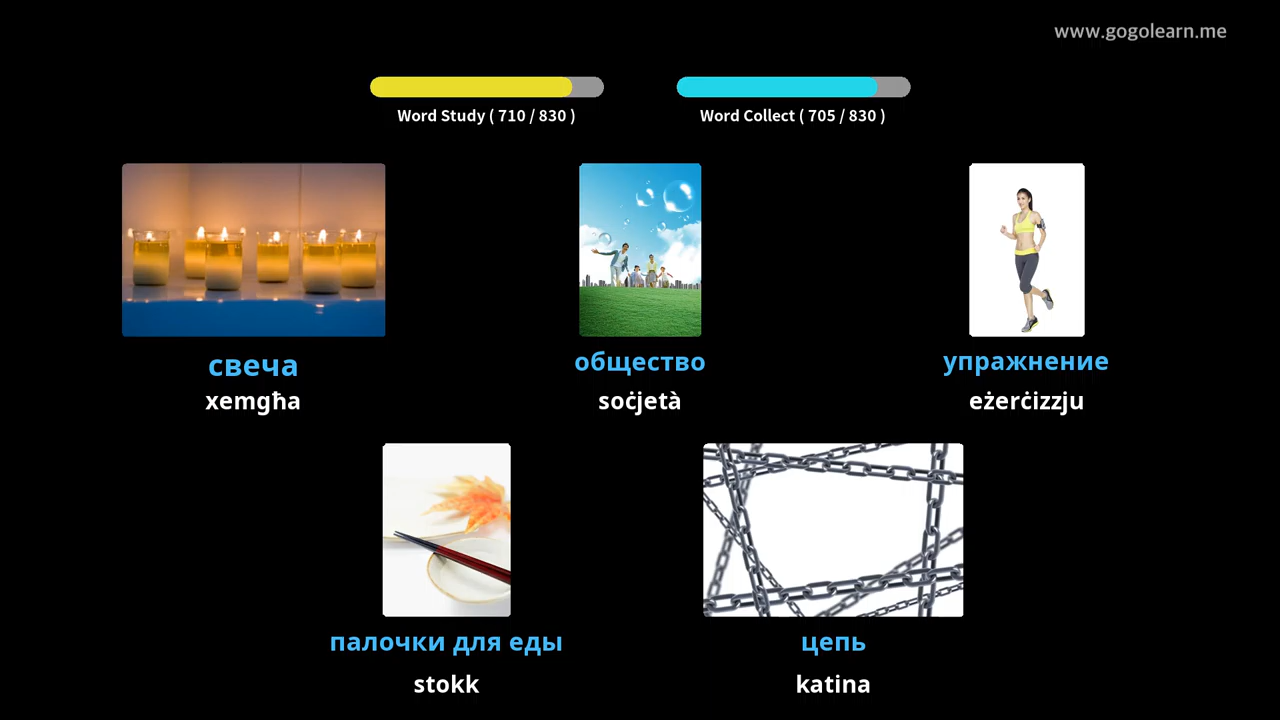 www.gogolearn.me
Word Study ( 710 / 830 )
Word Collect ( 705 / 830 )
свеча
xemgħa
общество
soċjetà
упражнение
eżerċizzju
палочки для еды
stokk
цепь
katina